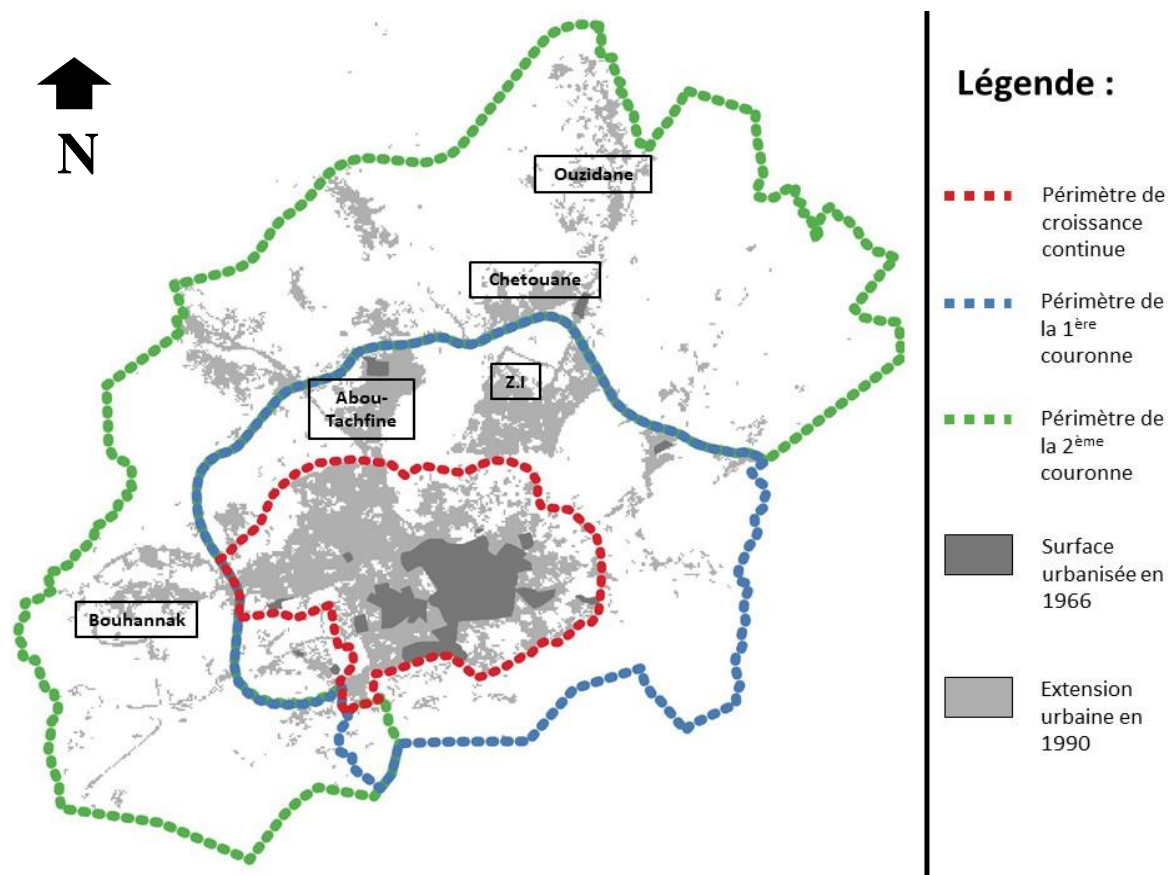 N
Ouzidane
Chetouane
Z.I
Abou-
Tachfine
Bouhannak
Légende :
Périmètre de
croissance
continue
Périmètre de
la 1ère
couronne
Périmètre de
la 2ème
couronne
Surface
urbanisée en
1966
Extension
urbaine en
1990